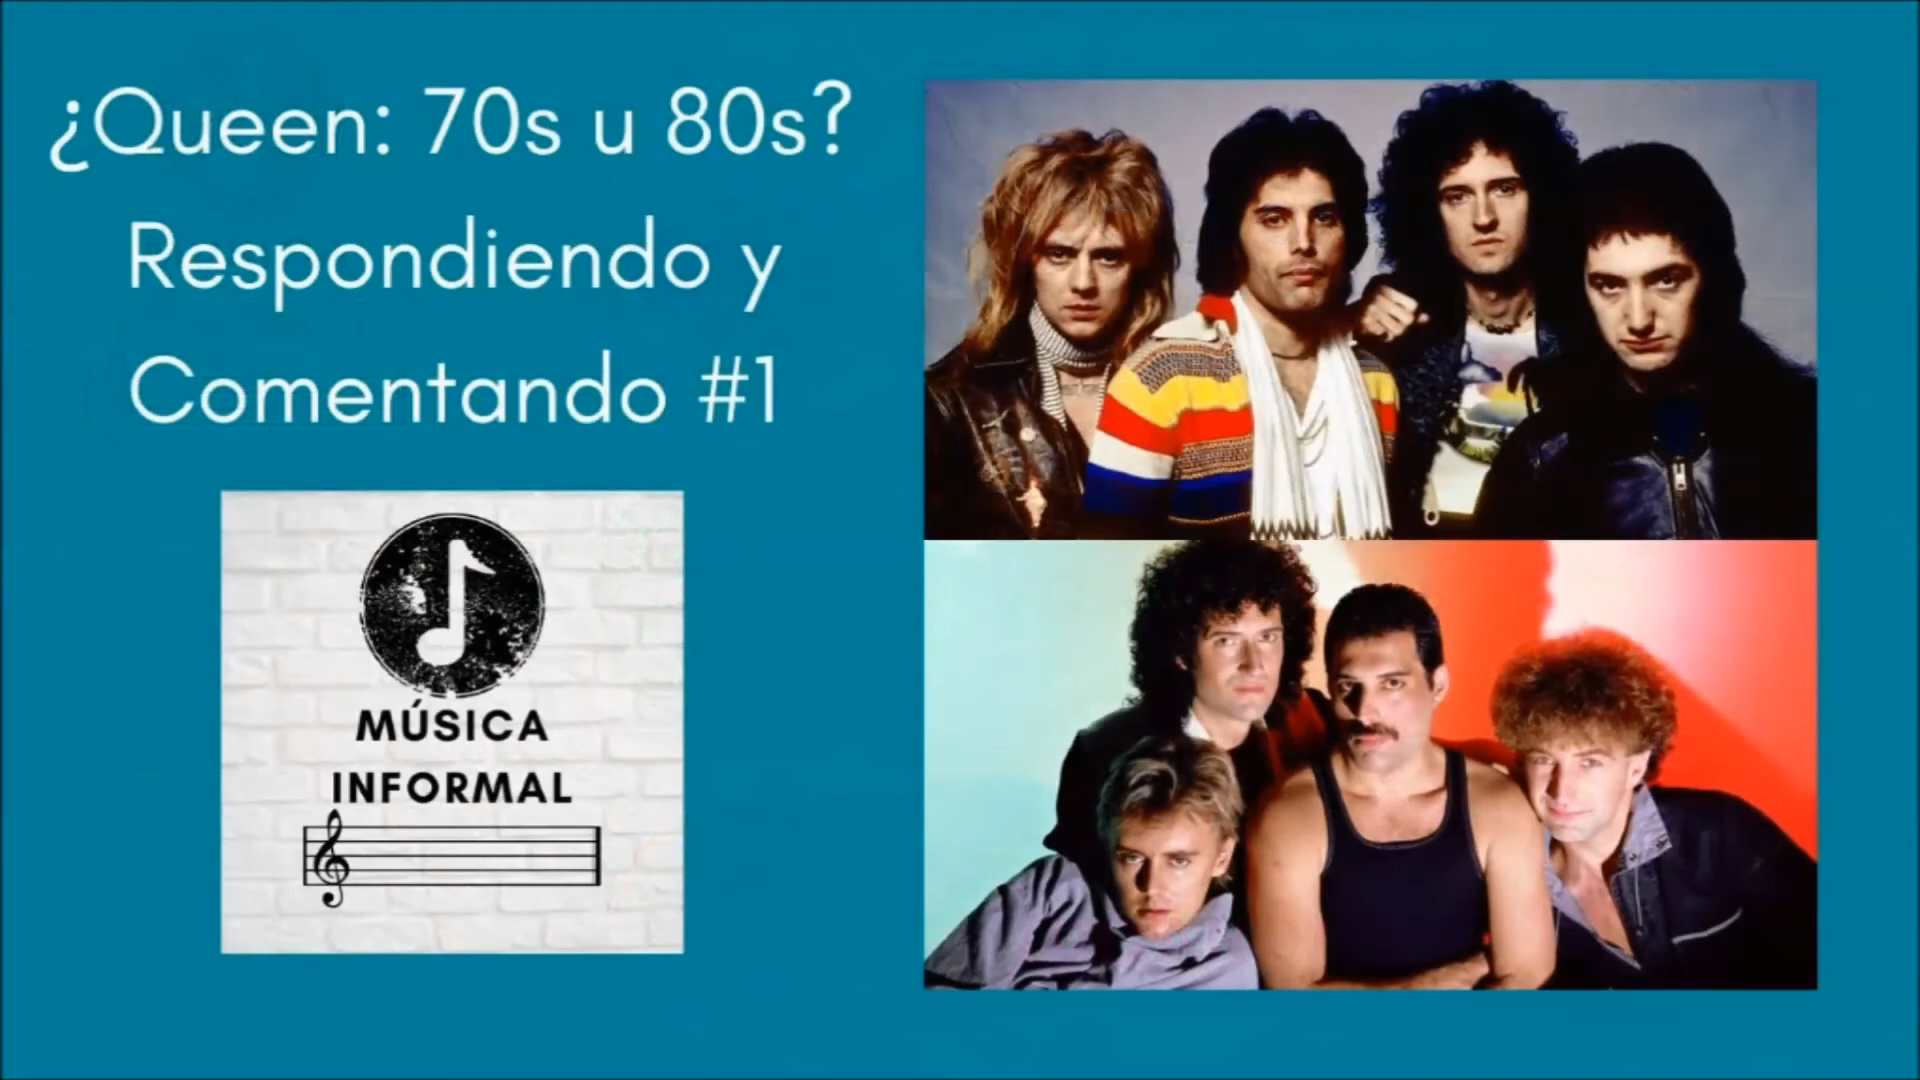 ¿Queen: 70s u 80s?
Respondiendo y
Comentando #1
MÚSICA
INFORMAL